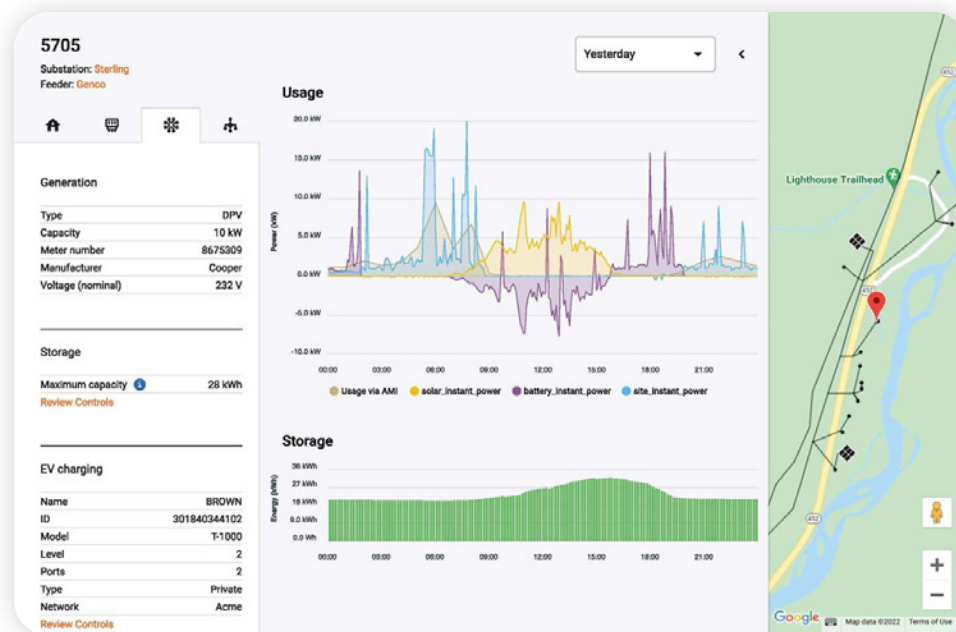 5705
Substation: Sterling
Feeder: Genco
Yesterday
Generation
Type DPV
Capacity 10 kW
Meter number 8675309
Manufacturer Cooper
Voltage (nominal) 232 V
Storage
Maximum capacity 28 kWh
Review Controls
EV charging
Name BROWN
ID 301840344102
Model T-1000
Level 2
Ports 2
Type Private
Network Acme
Review Controls
Usage
Power (kW)
20.0 kW
15.0 kW
10.0 kW
5.0 kW
0.0 kW
-5.0 kW
-10.0 kW
00:00 03:00 06:00 09:00 12:00 15:00 18:00 21:00
Usage via AMI solar_instant_power battery_instant_power site_instant_power
Storage
Energy (kWh)
36 kWh
27 kWh
18 kWh
9.0 kWh
0.0 Wh
00:00 03:00 06:00 09:00 12:00 15:00 18:00 21:00
452
Lighthouse Trailhead
452
452
Google Map data ©2022 Terms of Use